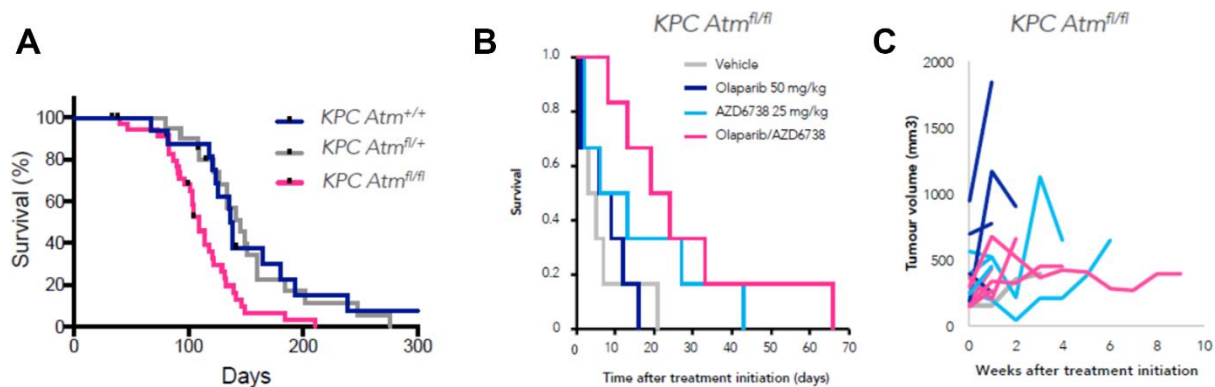 A
Survival (%)
100
80
60
40
20
0
0
100
200
300
Days
KPC Atm+/+
KPC Atmfl/+
KPC Atmfl/fl
B
KPC Atmfl/fl
Survival
1.0
0.8
0.6
0.4
0.2
0
0
10
20
30
40
50
60
70
Time after treatment initiation (days)
Vehicle
Olaparib 50 mg/kg
AZD6738 25 mg/kg
Olaparib/AZD6738
C
KPC Atmfl/fl
Tumour volume (mm3)
2000
1500
1000
500
0
0
2
4
6
8
10
Weeks after treatment initiation